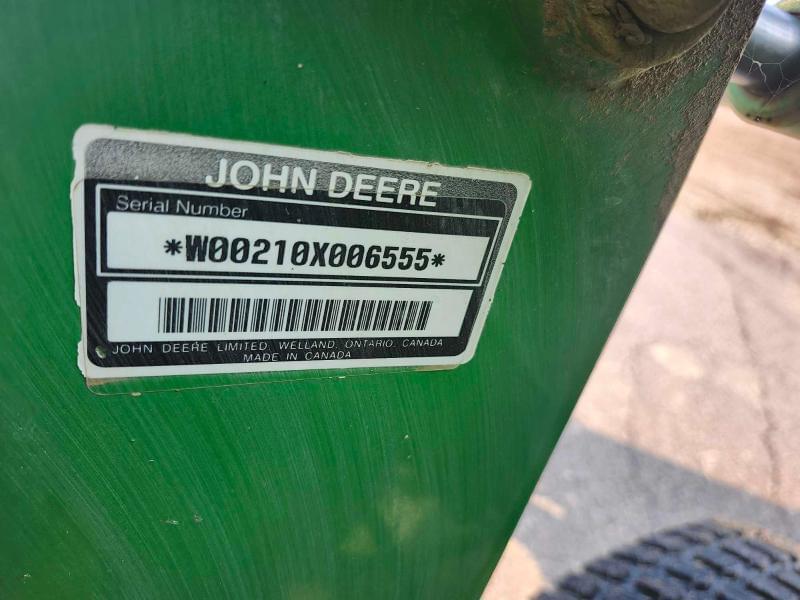 JOHN DEERE
Serial Number
*W00210X006555*
JOHN DEERE LIMITED, WELLAND, ONTARIO, CANADA
MADE IN CANADA